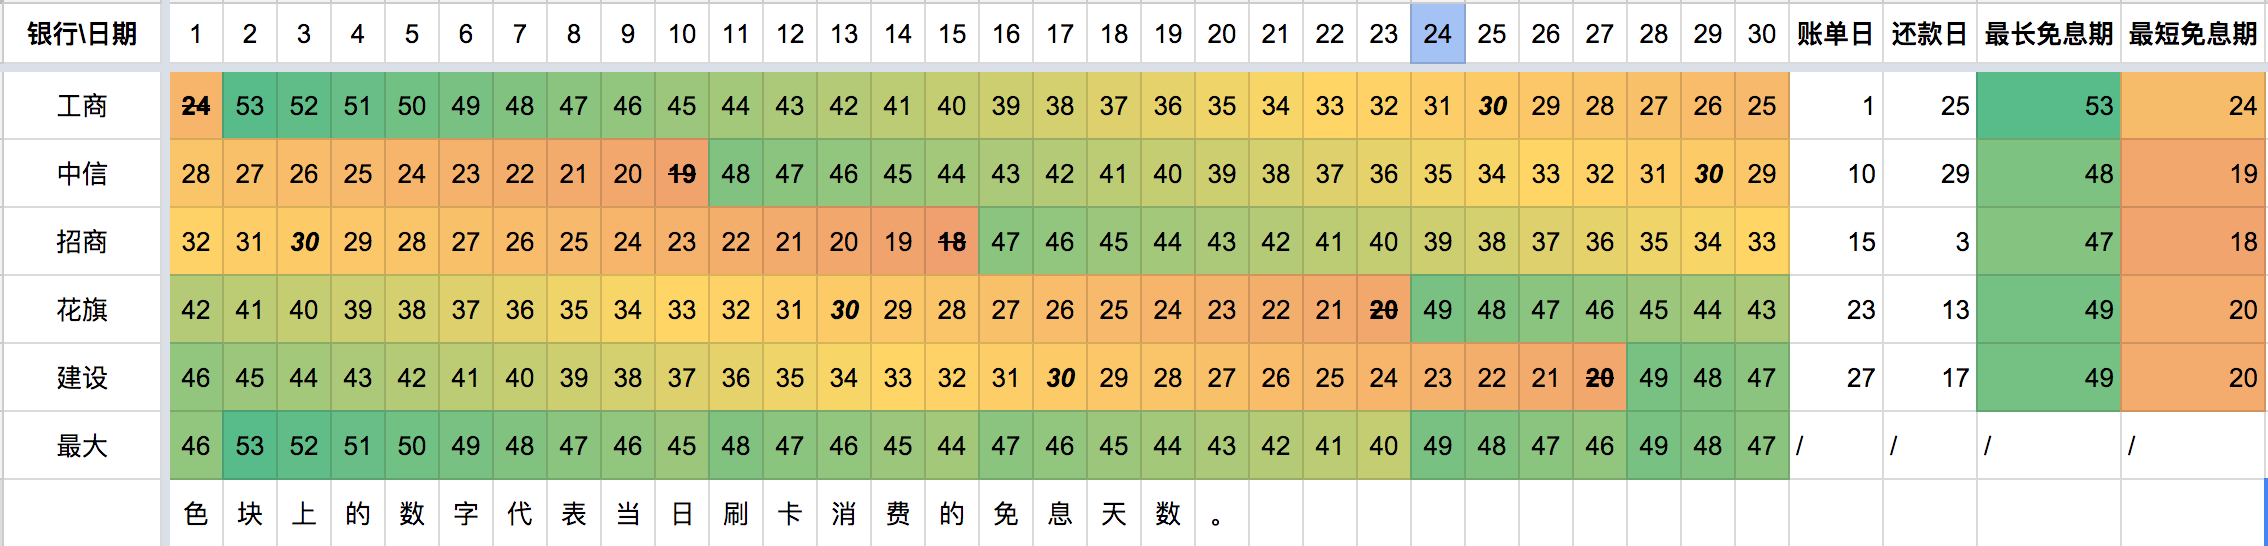 银行\日期 1 2 3 4 5 6 7 8 9 10 11 12 13 14 15 16 17 18 19 20 21 22 23 24 25 26 27 28 29 30 账单日 还款日 最长免息期 最短免息期
工商 24 53 52 51 50 49 48 47 46 45 44 43 42 41 40 39 38 37 36 35 34 33 32 31 30 29 28 27 26 25 1 25 53 24
中信 28 27 26 25 24 23 22 21 20 19 48 47 46 45 44 43 42 41 40 39 38 37 36 35 34 33 32 31 30 29 10 29 48 19
招商 32 31 30 29 28 27 26 25 24 23 22 21 20 19 18 47 46 45 44 43 42 41 40 39 38 37 36 35 34 33 15 3 47 18
花旗 42 41 40 39 38 37 36 35 34 33 32 31 30 29 28 27 26 25 24 23 22 21 20 49 48 47 46 45 44 43 23 13 49 20
建设 46 45 44 43 42 41 40 39 38 37 36 35 34 33 32 31 30 29 28 27 26 25 24 23 22 21 20 49 48 47 27 17 49 20
最大 46 53 52 51 50 49 48 47 46 45 48 47 46 45 44 47 46 45 44 43 42 41 40 49 48 47 46 49 48 47 / / / /
色块上的数字代表当日刷卡消费的免息天数。